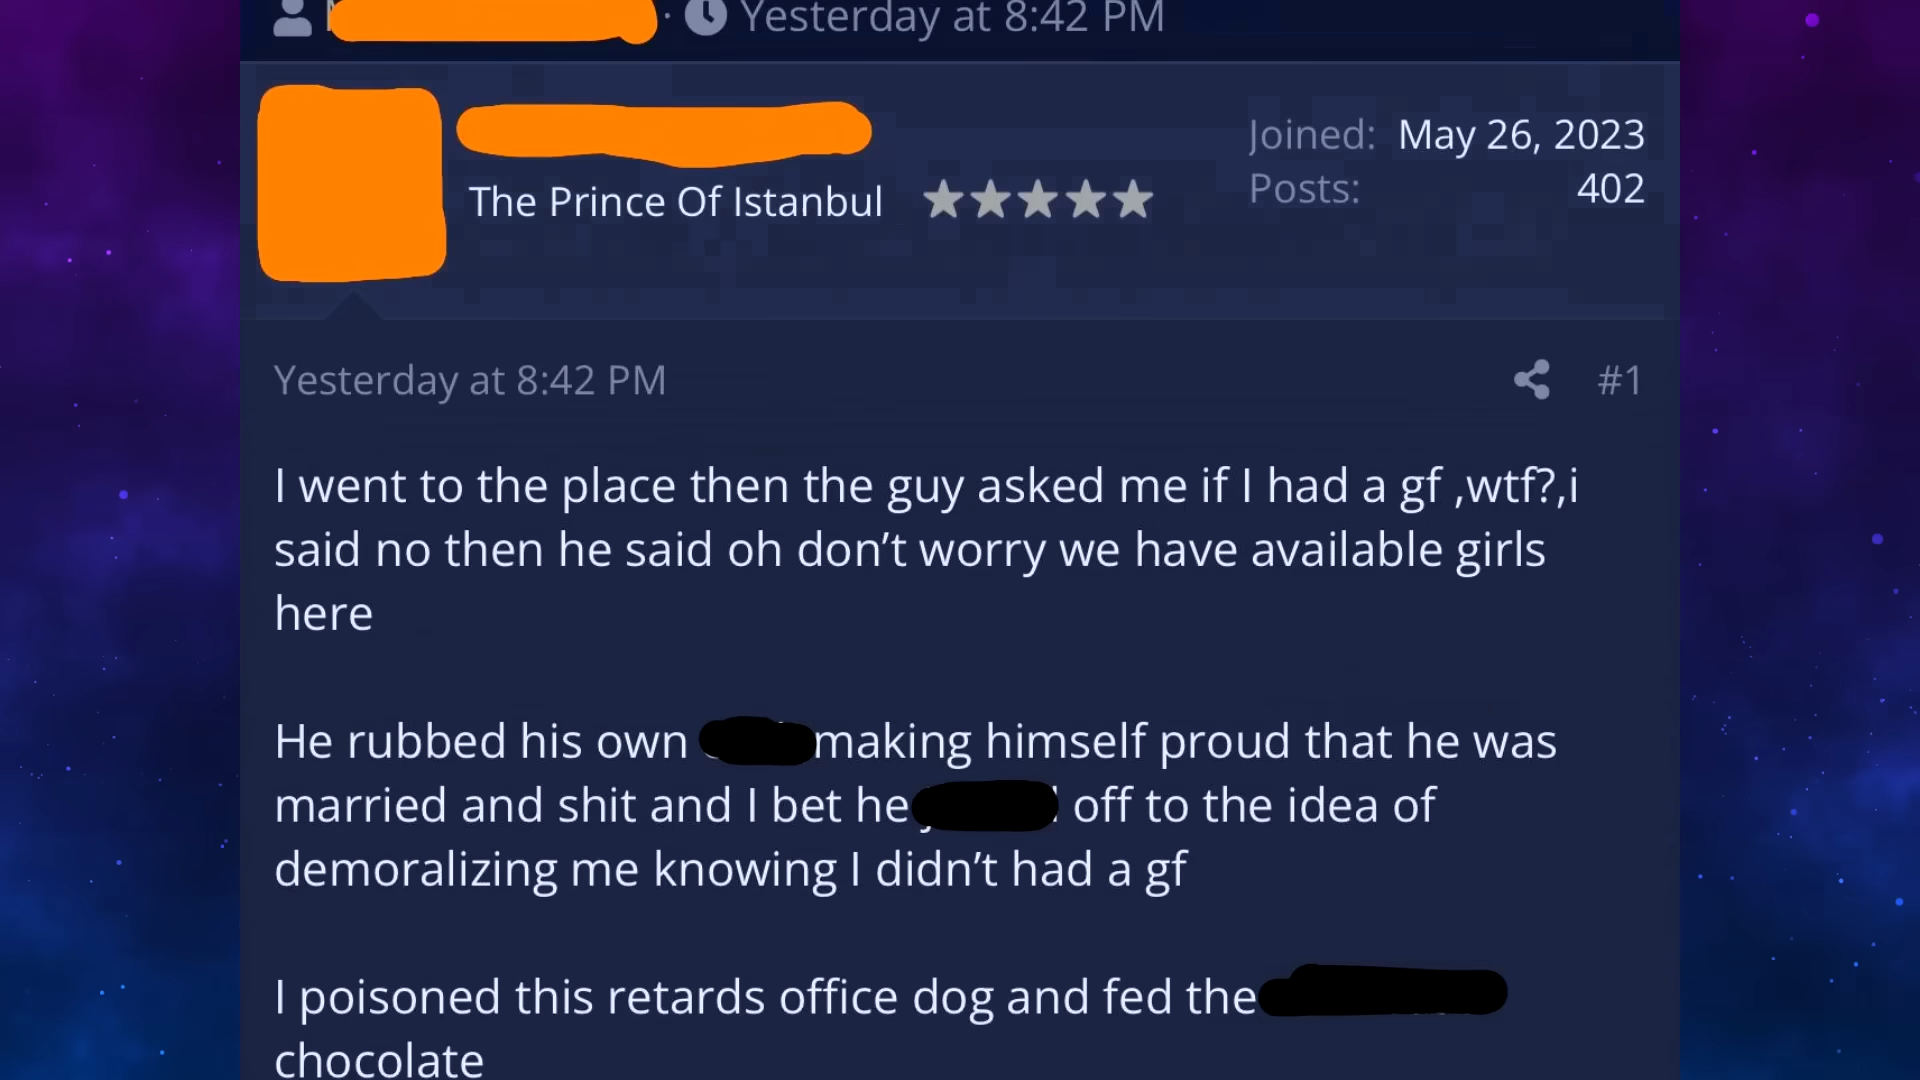 · Yesterday at 8:42 PM
The Prince Of Istanbul
Joined: May 26, 2023
Posts: 402
Yesterday at 8:42 PM
#1
I went to the place then the guy asked me if I had a gf ,wtf?,i
said no then he said oh don’t worry we have available girls
here
He rubbed his own making himself proud that he was
married and shit and I bet he off to the idea of
demoralizing me knowing I didn’t had a gf
I poisoned this retards office dog and fed the
chocolate